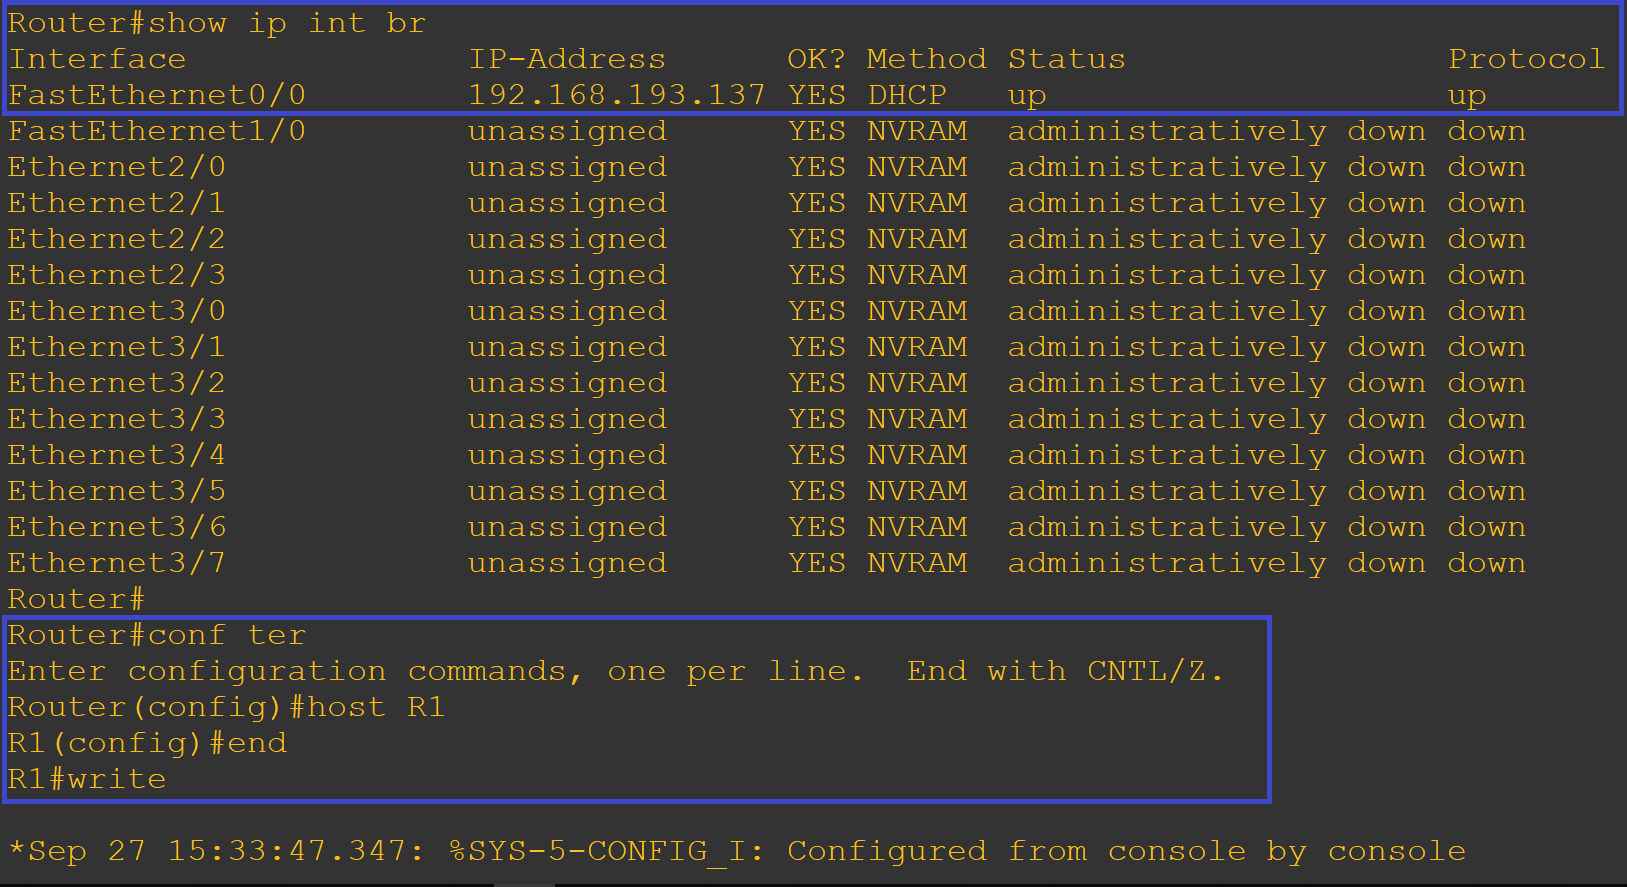 Router#show ip int br
Interface              IP-Address      OK? Method Status                Protocol
FastEthernet0/0        192.168.193.137 YES DHCP   up                    up
FastEthernet1/0        unassigned      YES NVRAM  administratively down down
Ethernet2/0            unassigned      YES NVRAM  administratively down down
Ethernet2/1            unassigned      YES NVRAM  administratively down down
Ethernet2/2            unassigned      YES NVRAM  administratively down down
Ethernet2/3            unassigned      YES NVRAM  administratively down down
Ethernet3/0            unassigned      YES NVRAM  administratively down down
Ethernet3/1            unassigned      YES NVRAM  administratively down down
Ethernet3/2            unassigned      YES NVRAM  administratively down down
Ethernet3/3            unassigned      YES NVRAM  administratively down down
Ethernet3/4            unassigned      YES NVRAM  administratively down down
Ethernet3/5            unassigned      YES NVRAM  administratively down down
Ethernet3/6            unassigned      YES NVRAM  administratively down down
Ethernet3/7            unassigned      YES NVRAM  administratively down down
Router#
Router#conf ter
Enter configuration commands, one per line.  End with CNTL/Z.
Router(config)#host R1
R1(config)#end
R1#write
*Sep 27 15:33:47.347: %SYS-5-CONFIG_I: Configured from console by console